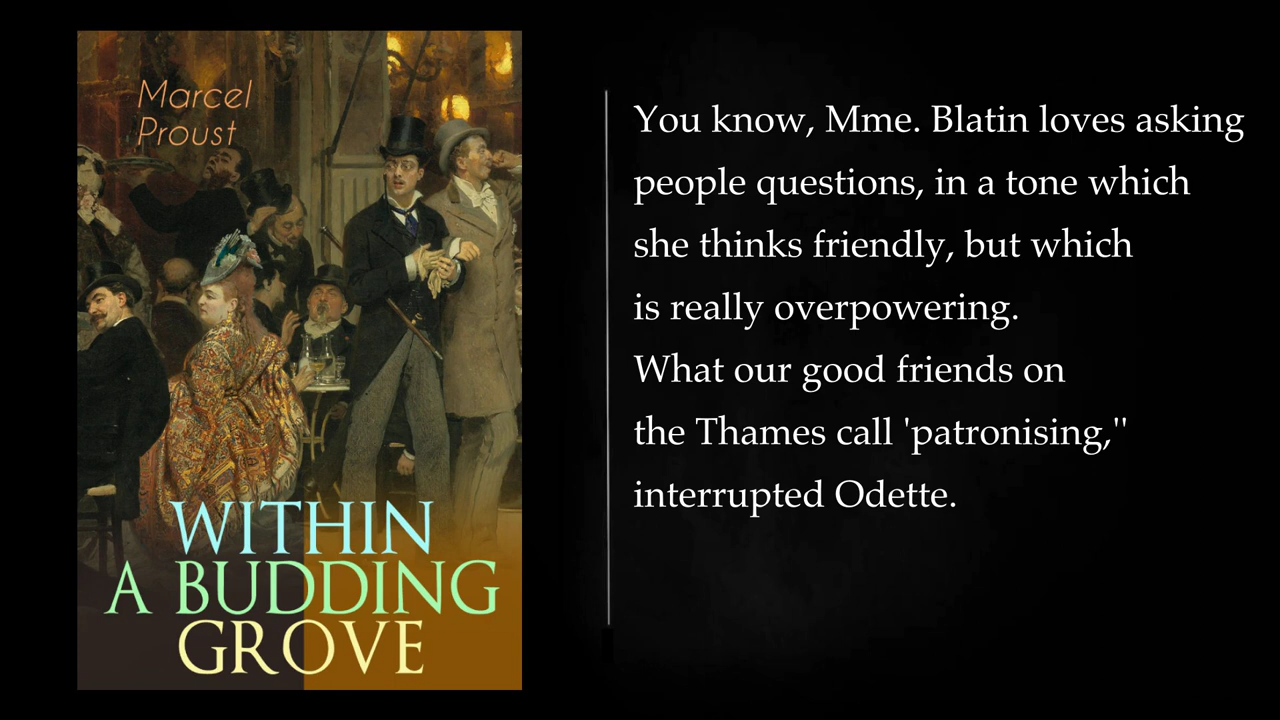 Marcel
Proust
WITHIN
A BUDDING
GROVE
You know, Mme. Blatin loves asking
people questions, in a tone which
she thinks friendly, but which
is really overpowering.
What our good friends on
the Thames call 'patronising,''
interrupted Odette.